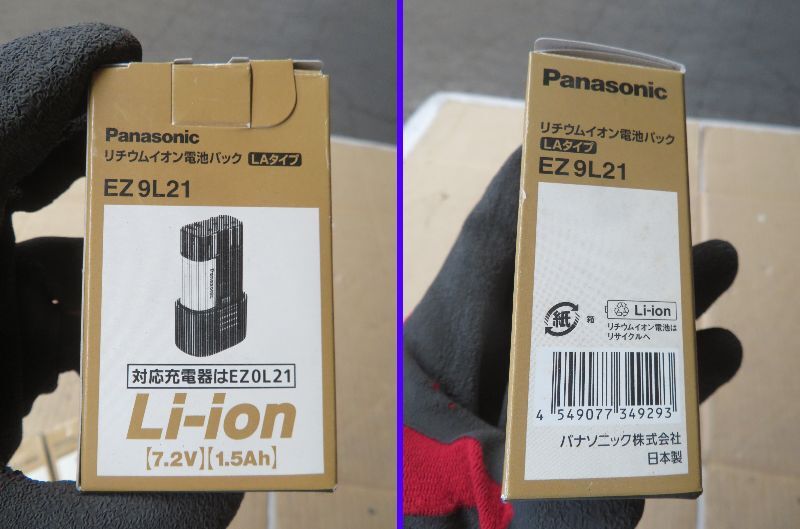 Panasonic
リチウムイオン電池パック LAタイプ
EZ9L21
Panasonic
対応充電器はEZ0L21
Li-ion
【7.2V】【1.5Ah】
Panasonic
リチウムイオン電池パック
LAタイプ
EZ9L21
紙 箱 Li-ion
リチウムイオン電池は
リサイクルへ
4 549077 349293
パナソニック株式会社
日本製